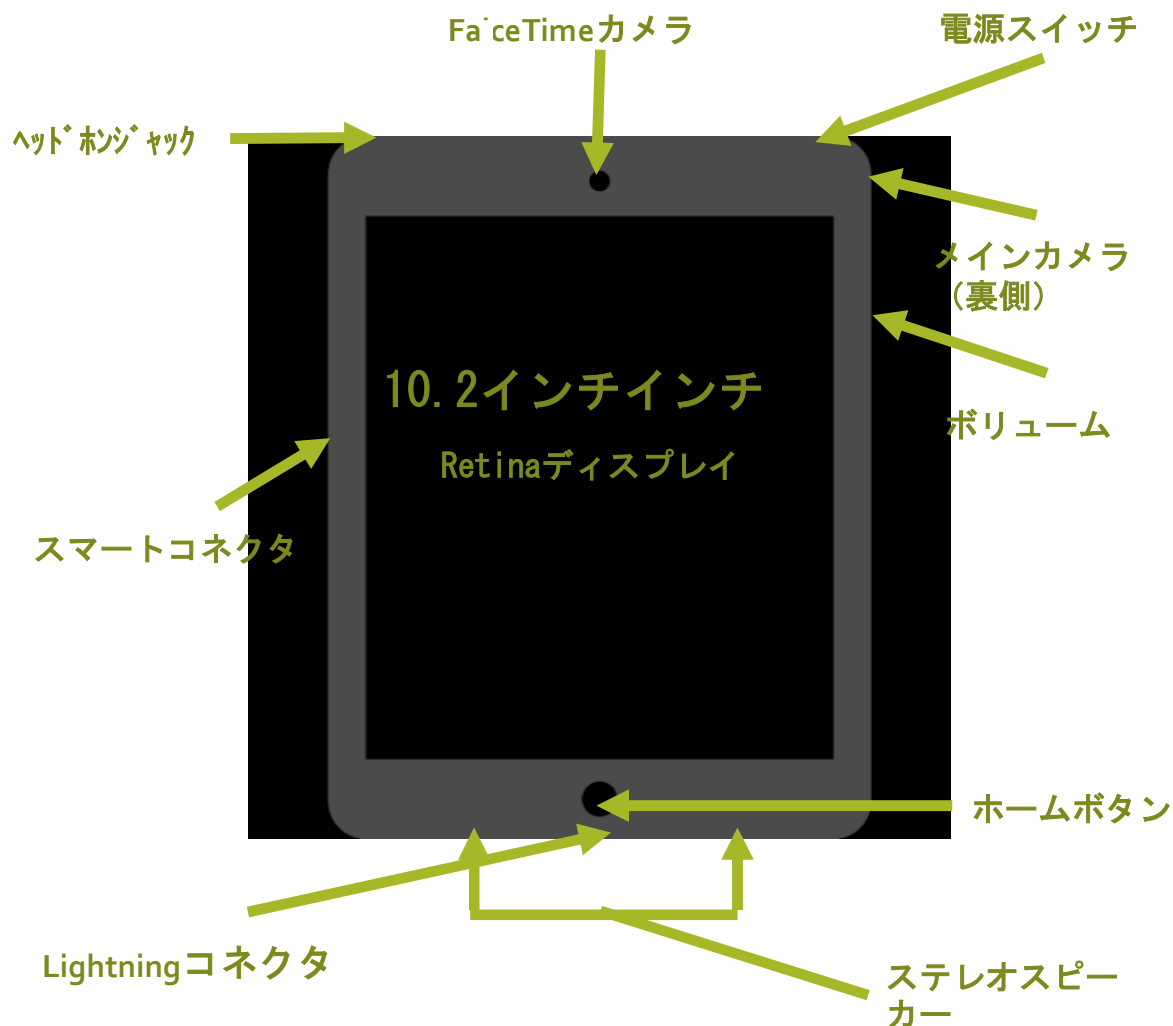 FaceTimeカメラ
電源スイッチ
ﾍｯﾄﾞﾎﾝｼﾞｬｯｸ
メインカメラ
（裏側）
10.2インチインチ
ボリューム
Retinaディスプレイ
スマートコネクタ
ホームボタン
Lightningコネクタ
ステレオスピー
カー